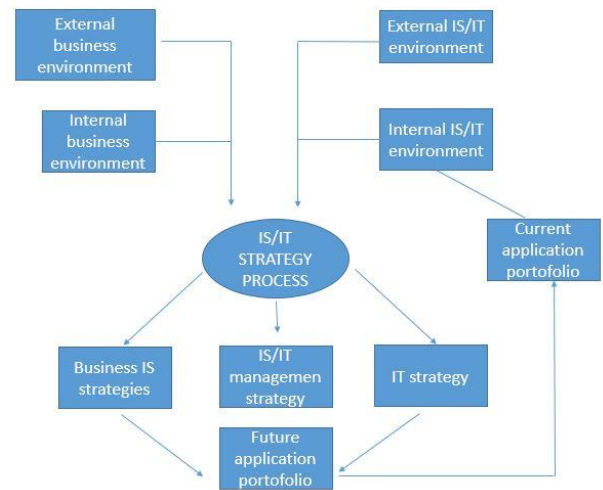 External
business
environment
External IS/IT
environment
Internal
business
environment
Internal IS/IT
environment
IS/IT
STRATEGY
PROCESS
Current
application
portofolio
Business IS
strategies
IS/IT
managemen
strategy
IT strategy
Future
application
portofolio